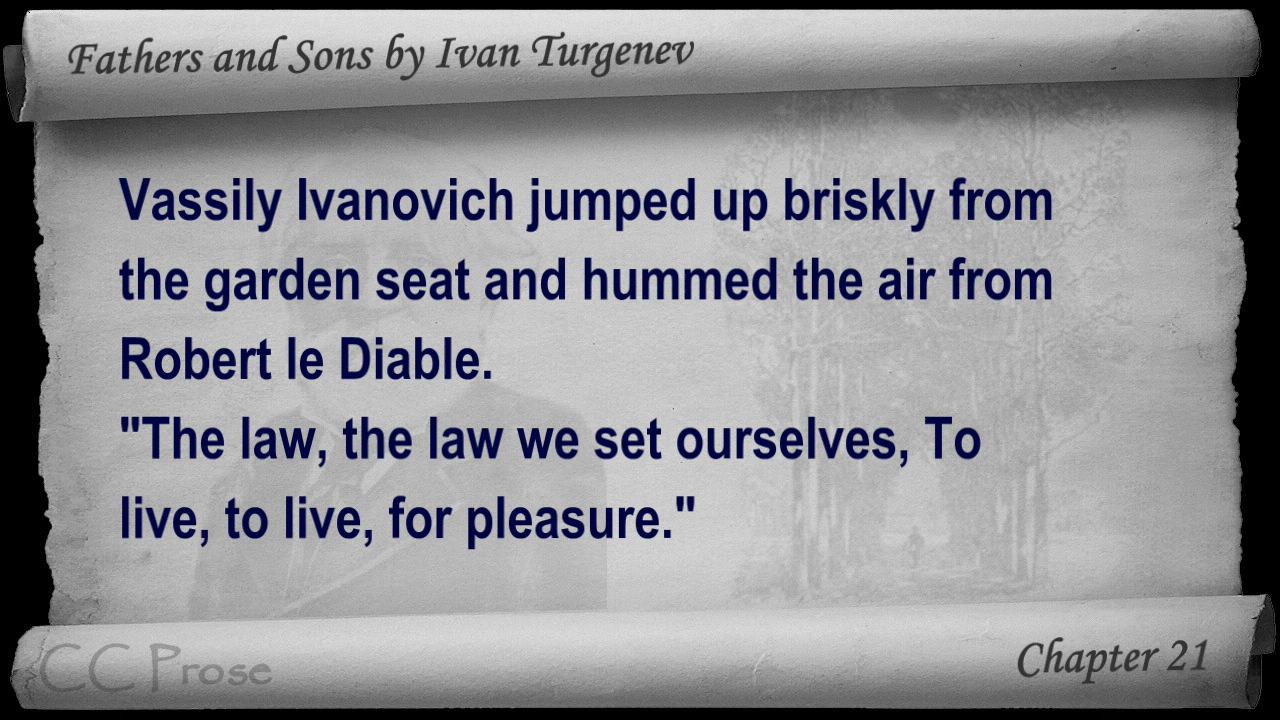 Fathers and Sons by Ivan Turgenev
Vassily Ivanovich jumped up briskly from
the garden seat and hummed the air from
Robert le Diable.
"The law, the law we set ourselves, To
live, to live, for pleasure."
CC Prose
Chapter 21